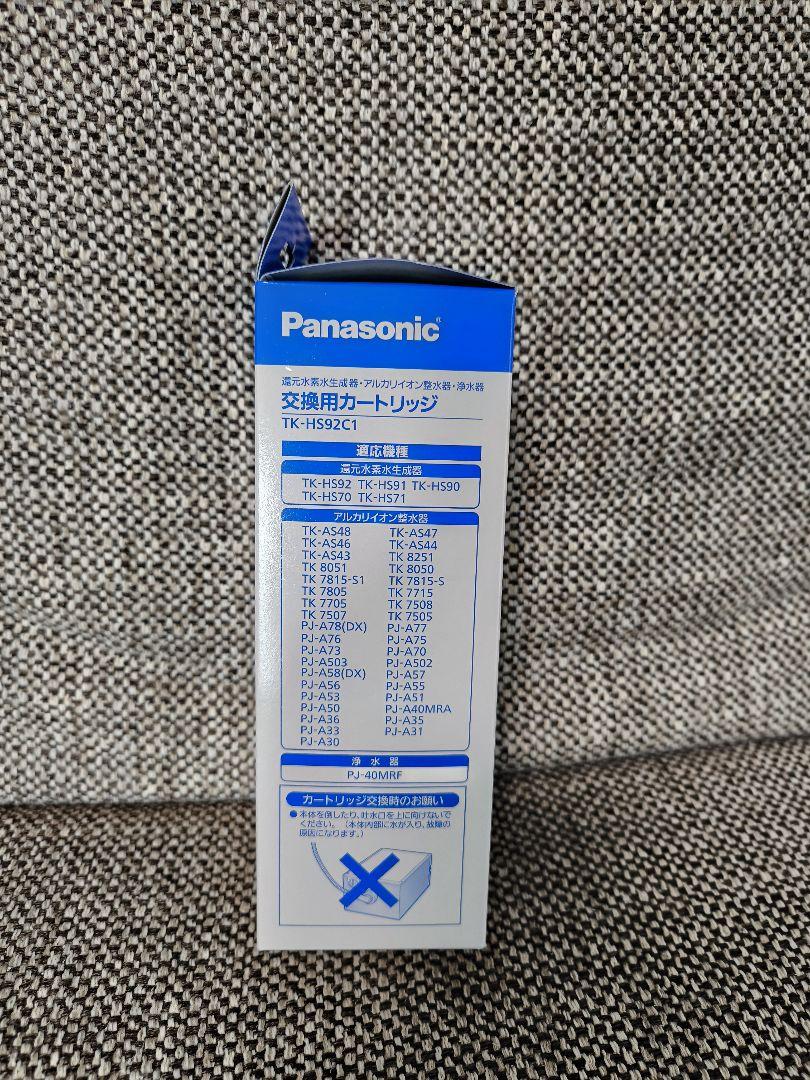 Panasonic®
還元水素水生成器・アルカリイオン整水器・浄水器
交換用カートリッジ
TK-HS92C1
適応機種
還元水素水生成器
TK-HS92 TK-HS91 TK-HS90
TK-HS70 TK-HS71
アルカリイオン整水器
TK-AS48 TK-AS47
TK-AS46 TK-AS44
TK-AS43 TK 8251
TK 8051 TK 8050
TK 7815-S1 TK 7815-S
TK 7805 TK 7715
TK 7705 TK 7508
TK 7507 TK 7505
PJ-A78(DX) PJ-A77
PJ-A76 PJ-A75
PJ-A73 PJ-A70
PJ-A503 PJ-A502
PJ-A58(DX) PJ-A57
PJ-A56 PJ-A55
PJ-A53 PJ-A51
PJ-A50 PJ-A40MRA
PJ-A36 PJ-A35
PJ-A33 PJ-A31
PJ-A30
浄水器
PJ-40MRF
カートリッジ交換時のお願い
●本体を倒したり、吐水口を上に向けないで
ください。（本体内部に水が入り、故障の
原因になります。）